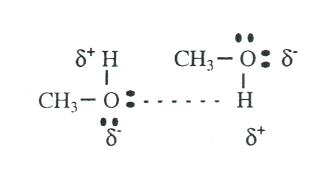 δ⁺ H CH₃–O: δ⁻
CH₃–O: - - - - - - H
δ⁻ δ⁺